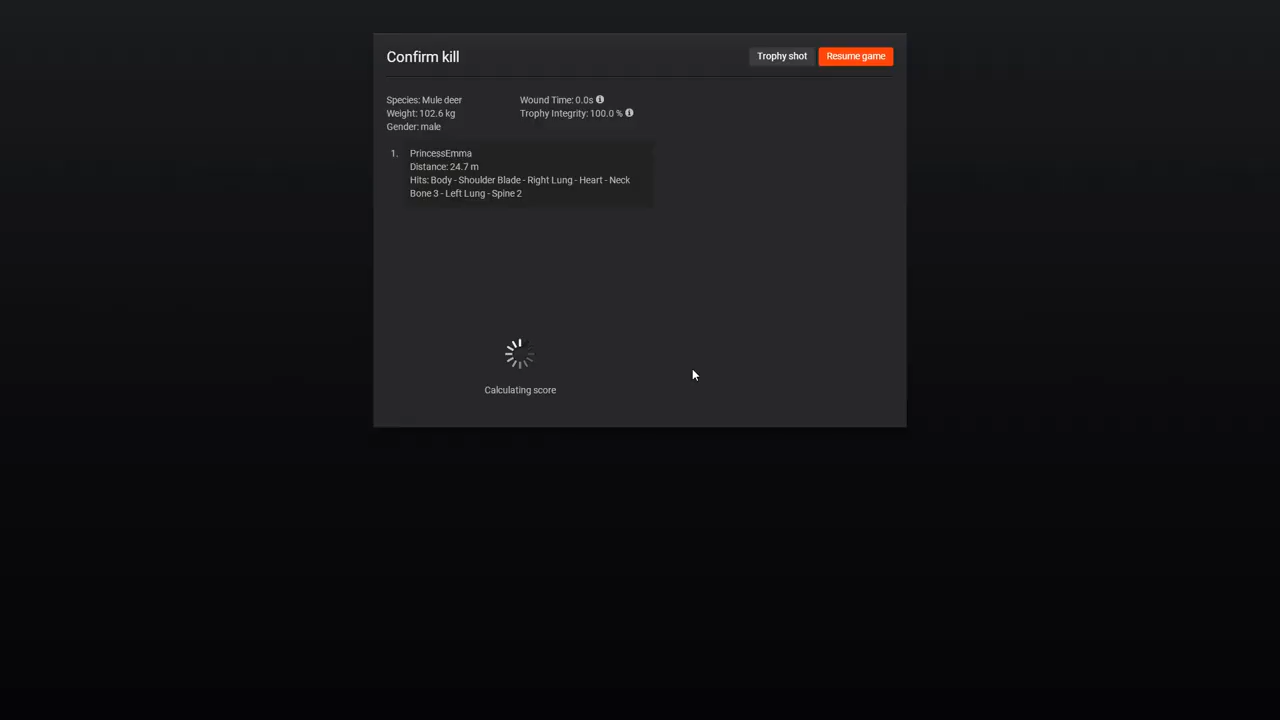 Confirm kill
Trophy shot
Resume game
Species: Mule deer
Weight: 102.6 kg
Gender: male
Wound Time: 0.0s
Trophy Integrity: 100.0 %
1. PrincessEmma
Distance: 24.7 m
Hits: Body - Shoulder Blade - Right Lung - Heart - Neck
Bone 3 - Left Lung - Spine 2
Calculating score